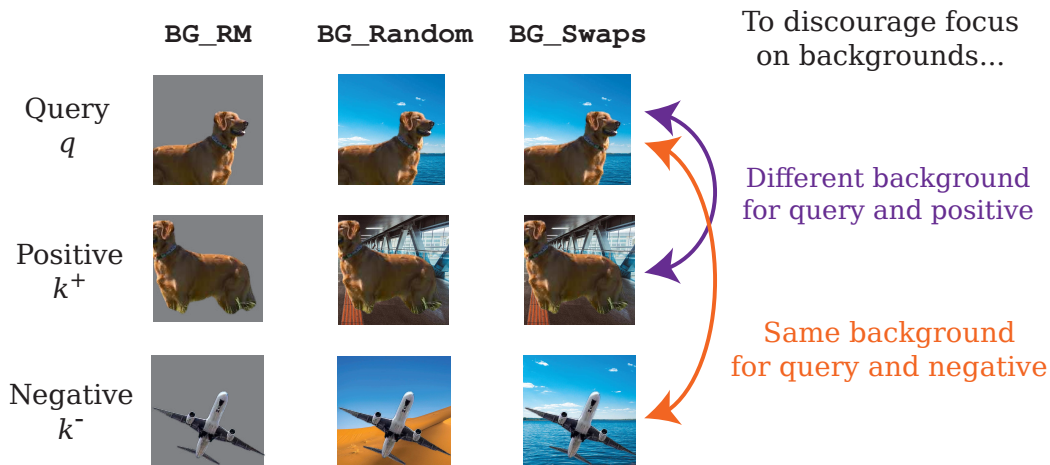 BG_RM BG_Random BG_Swaps
To discourage focus
on backgrounds...
Query
q
Different background
for query and positive
Positive
k+
Same background
for query and negative
Negative
k-